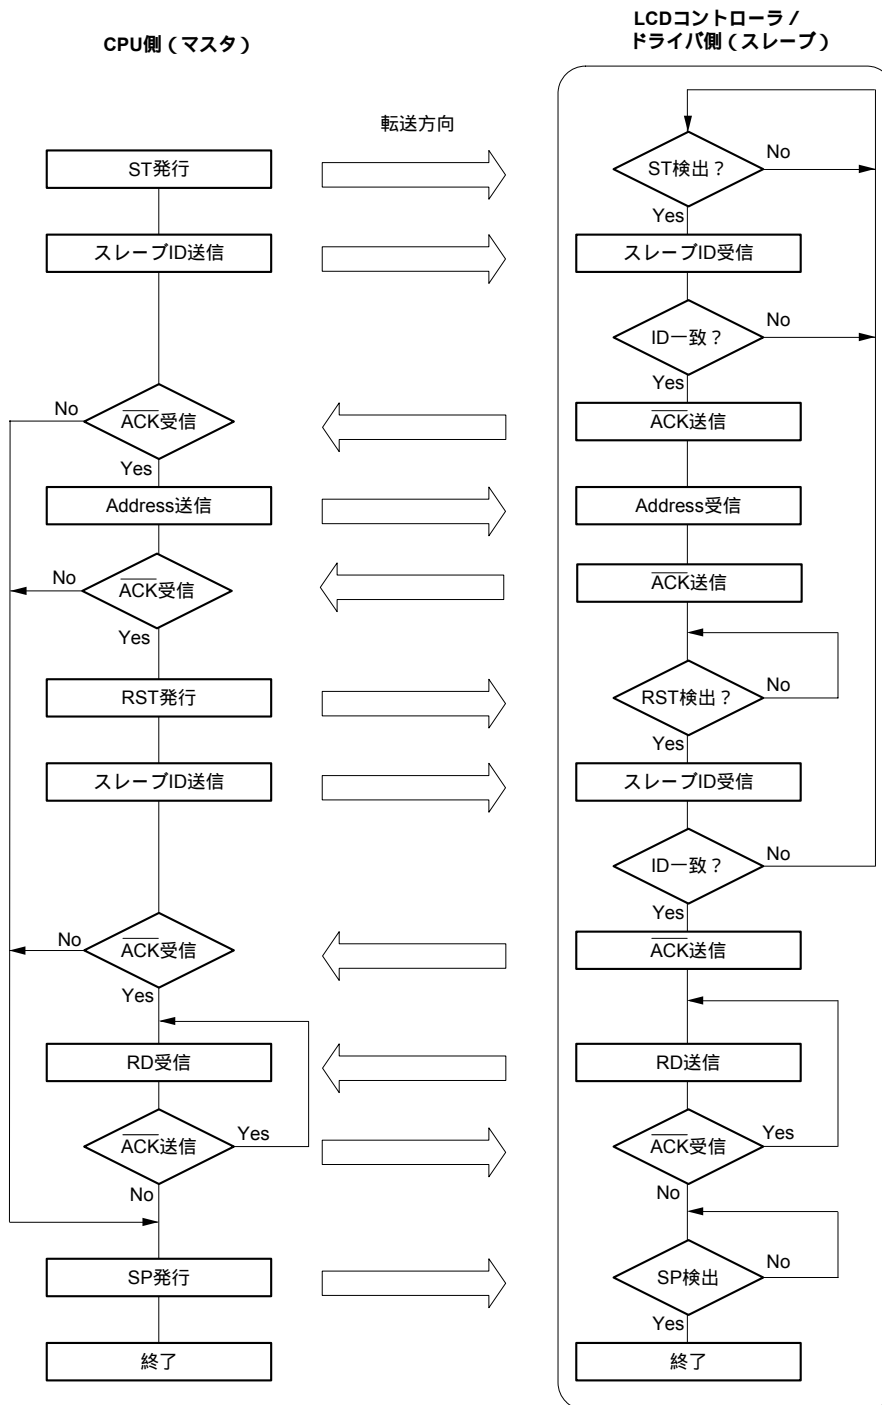 CPU側(マスタ)
LCDコントローラ/
ドライバ側(スレーブ)
転送方向
ST発行
ST検出?
No
Yes
スレーブID送信
スレーブID受信
ID一致?
No
Yes
No
ACK受信
Yes
ACK送信
Address送信
Address受信
No
ACK受信
Yes
ACK送信
RST発行
RST検出?
No
Yes
スレーブID送信
スレーブID受信
ID一致?
No
Yes
No
ACK受信
Yes
ACK送信
RD受信
RD送信
ACK送信
Yes
No
ACK受信
Yes
No
SP発行
SP検出
No
Yes
終了
終了